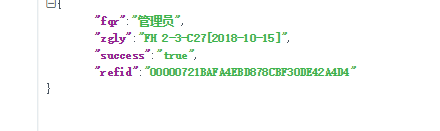 {
"fqr":"管理员",
"zgly":"FH 2-3-C27[2018-10-15]",
"success":"true",
"refid":"00000721BAFA4EBD878CBF30DE42A4D4"
}